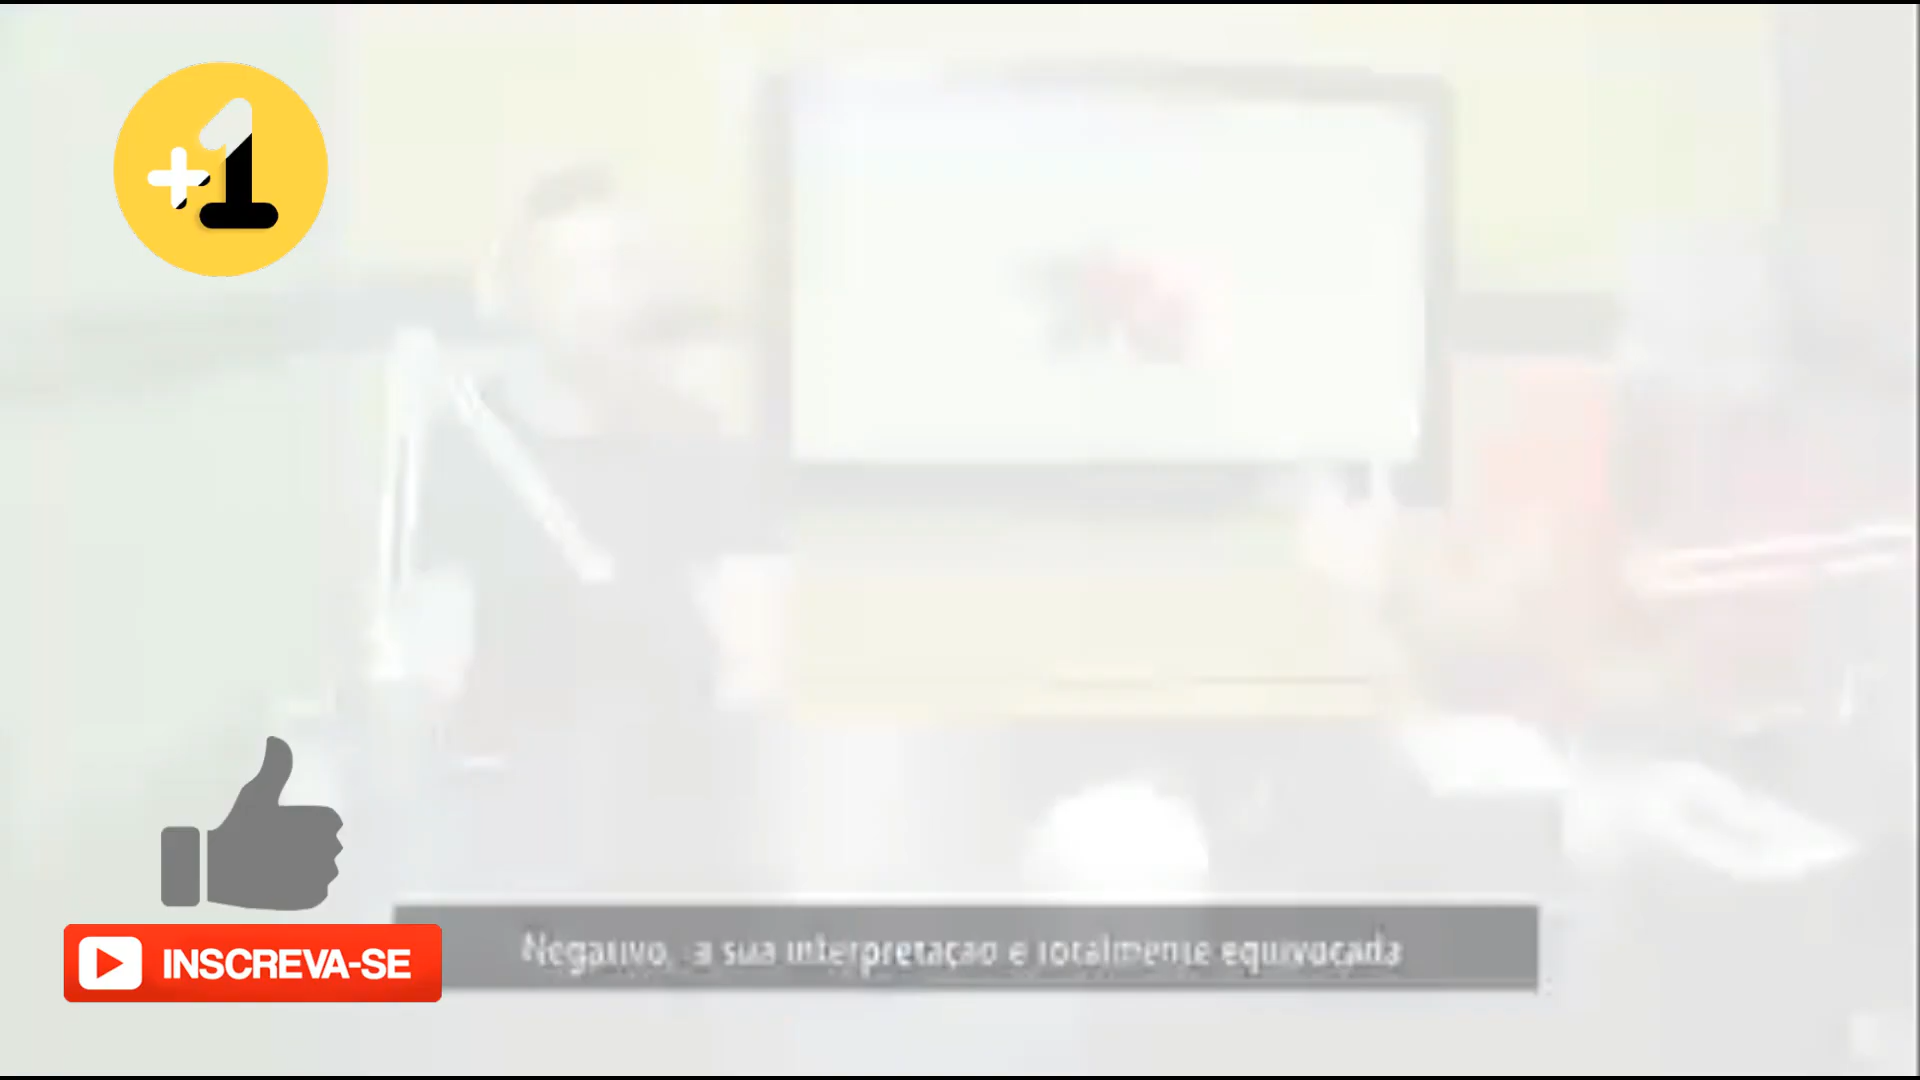 +1
INSCREVA-SE
Negativo, a sua interpretação é totalmente equivocada